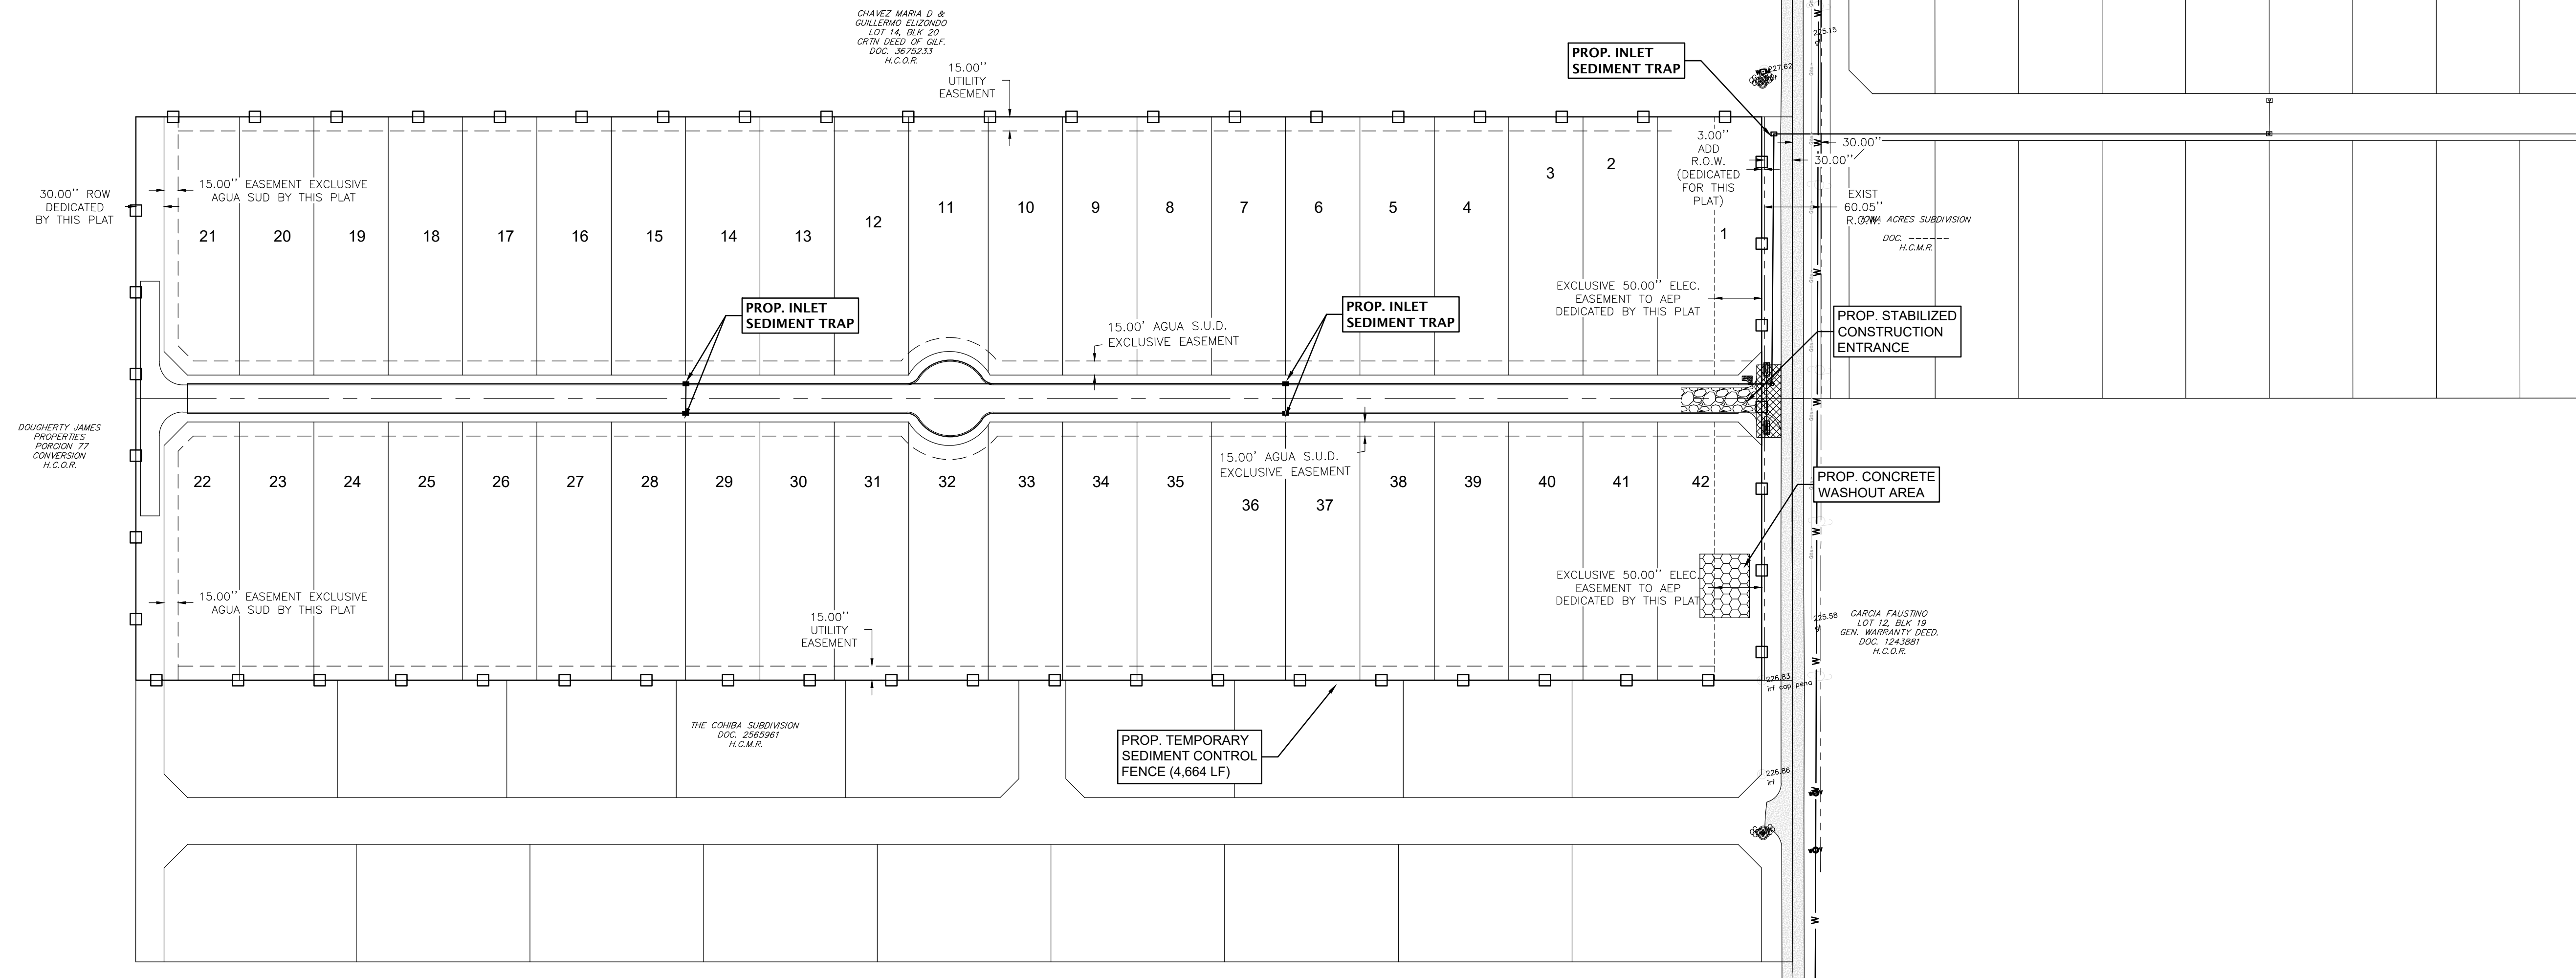 CHAVEZ MARIA D &
GUILLERMO ELIZONDO
LOT 14, BLK 20
CRTN DEED OF GILF.
DOC. 3675233
H.C.O.R.
15.00''
UTILITY
EASEMENT
PROP. INLET
SEDIMENT TRAP
225.15
227.62
3.00''
ADD
R.O.W.
(DEDICATED
FOR THIS
PLAT)
30.00''
30.00''
EXIST
60.05''
R.O.W.
ACRES SUBDIVISION
DOC. ------
H.C.M.R.
30.00'' ROW
DEDICATED
BY THIS PLAT
15.00'' EASEMENT EXCLUSIVE
AGUA SUD BY THIS PLAT
21
20
19
18
17
16
15
14
13
12
11
10
9
8
7
6
5
4
3
2
1
EXCLUSIVE 50.00'' ELEC.
EASEMENT TO AEP
DEDICATED BY THIS PLAT
PROP. INLET
SEDIMENT TRAP
15.00' AGUA S.U.D.
EXCLUSIVE EASEMENT
PROP. INLET
SEDIMENT TRAP
PROP. STABILIZED
CONSTRUCTION
ENTRANCE
DOUGHERTY JAMES
PROPERTIES
PORCION 77
CONVERSION
H.C.O.R.
15.00' AGUA S.U.D.
EXCLUSIVE EASEMENT
22
23
24
25
26
27
28
29
30
31
32
33
34
35
36
37
38
39
40
41
42
PROP. CONCRETE
WASHOUT AREA
EXCLUSIVE 50.00'' ELEC.
EASEMENT TO AEP
DEDICATED BY THIS PLAT
15.00'' EASEMENT EXCLUSIVE
AGUA SUD BY THIS PLAT
15.00''
UTILITY
EASEMENT
225.58
GARCIA FAUSTINO
LOT 12, BLK 19
GEN. WARRANTY DEED.
DOC. 1243881
H.C.O.R.
226.83
irf cap pena
THE COHIBA SUBDIVISION
DOC. 2565961
H.C.M.R.
PROP. TEMPORARY
SEDIMENT CONTROL
FENCE (4,664 LF)
226.86
irf
W
W
W
W
W
W
W
W
W